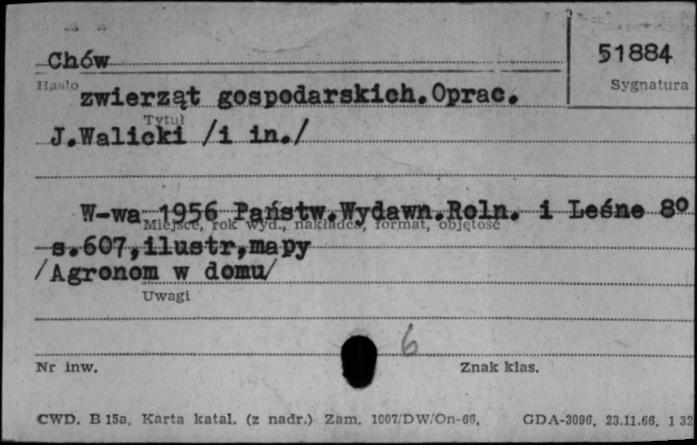 51884
Chów
Sygnatura
Hasło
zwierząt gospodarskich.Oprac.
Tytuł
J.Walicki /i in./
W-wa 1956 Państw.Wydawn.Roln. i Leśne 8º
Miejsce, rok wyd., nakładca, format, objętość
s.607,ilustr,mapy
/Agronom w domu/
Uwagi
6
Nr inw. Znak klas.
CWD. B 15a. Karta katal. (z nadr.) Zam. 1007/DW/On-66. GDA-3096. 23.11.66. 1 32